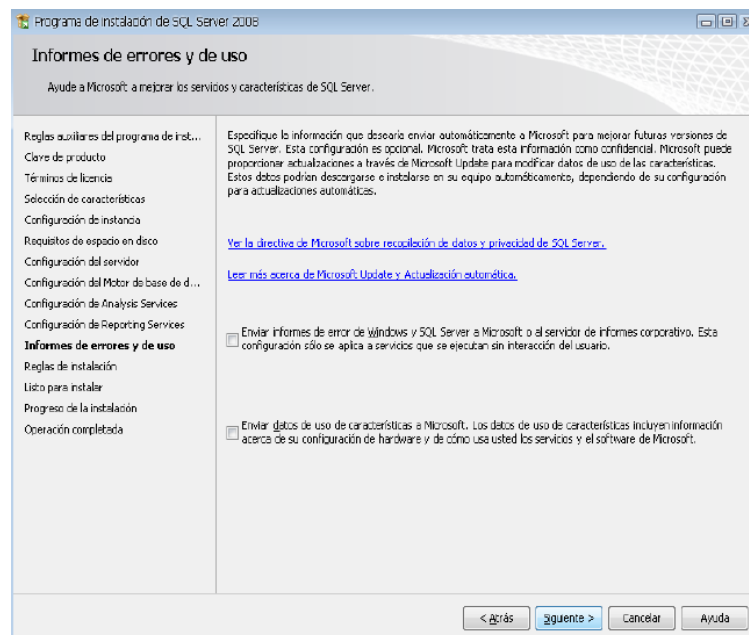 Programa de instalación de SQL Server 2008
Informes de errores y de uso
Ayude a Microsoft a mejorar los servicios y características de SQL Server.
Reglas auxiliares del programa de inst...
Clave de producto
Términos de licencia
Selección de características
Configuración de instancia
Requisitos de espacio en disco
Configuración del servidor
Configuración del Motor de base de d...
Configuración de Analysis Services
Configuración de Reporting Services
Informes de errores y de uso
Reglas de instalación
Listo para instalar
Progreso de la instalación
Operación completada
Especifique la información que desearía enviar automáticamente a Microsoft para mejorar futuras versiones de
SQL Server. Esta configuración es opcional. Microsoft trata esta información como confidencial. Microsoft puede
proporcionar actualizaciones a través de Microsoft Update para modificar datos de uso de las características.
Estos datos podrían descargarse e instalarse en su equipo automáticamente, dependiendo de su configuración
para actualizaciones automáticas.
Ver la directiva de Microsoft sobre recopilación de datos y privacidad de SQL Server.
Leer más acerca de Microsoft Update y Actualización automática.
Enviar informes de error de Windows y SQL Server a Microsoft o al servidor de informes corporativo. Esta
configuración sólo se aplica a servicios que se ejecutan sin interacción del usuario.
Enviar datos de uso de características a Microsoft. Los datos de uso de características incluyen información
acerca de su configuración de hardware y de cómo usa usted los servicios y el software de Microsoft.
< Atrás
Siguiente >
Cancelar
Ayuda